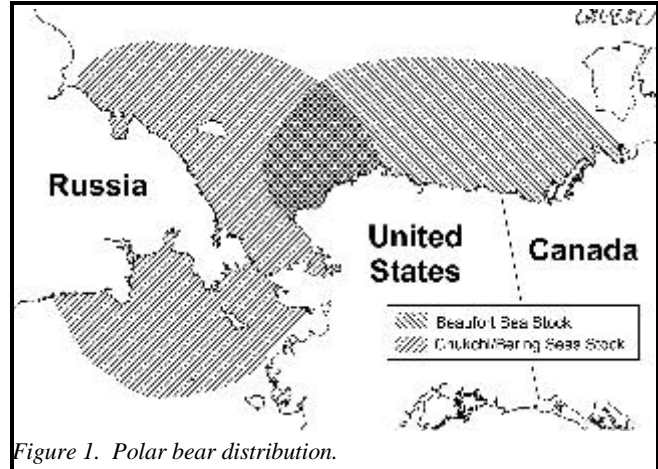 Russia
United
States
Canada
Beaufort Sea Stock
Chukchi/Bering Seas Stock
Figure 1. Polar bear distribution.